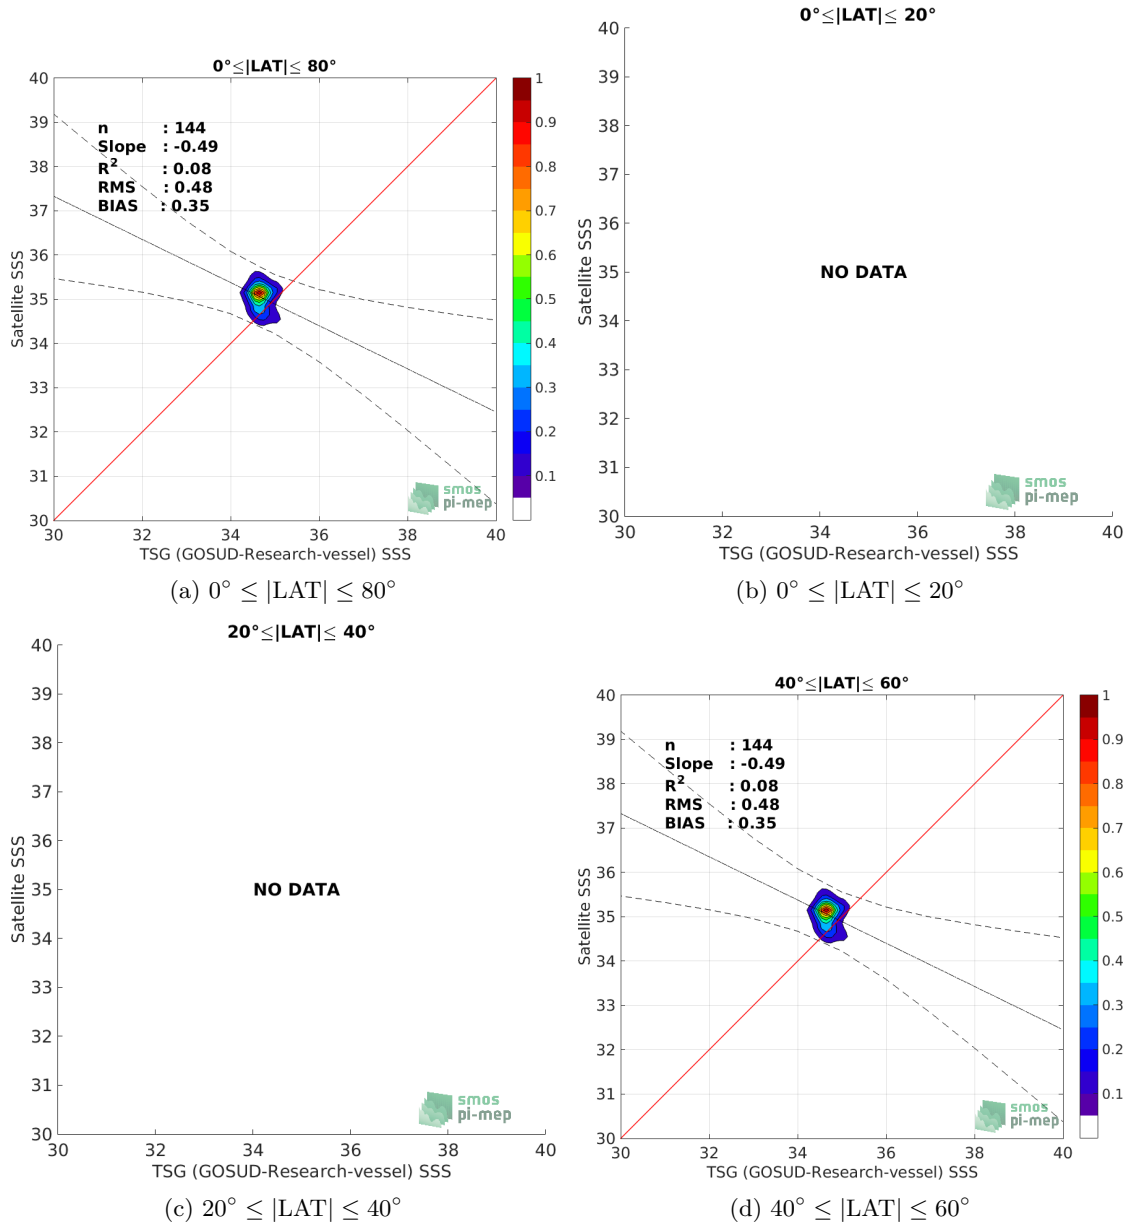 0°≤|LAT|≤ 80°
40
39
38
37
36
35
34
33
32
31
30
Satellite SSS
n : 144
Slope : -0.49
R² : 0.08
RMS : 0.48
BIAS : 0.35
smos
pi-mep
30 32 34 36 38 40
TSG (GOSUD-Research-vessel) SSS
1
0.9
0.8
0.7
0.6
0.5
0.4
0.3
0.2
0.1
(a) 0° ≤ |LAT| ≤ 80°
0°≤|LAT|≤ 20°
40
39
38
37
36
35
34
33
32
31
30
Satellite SSS
NO DATA
smos
pi-mep
30 32 34 36 38 40
TSG (GOSUD-Research-vessel) SSS
(b) 0° ≤ |LAT| ≤ 20°
20°≤|LAT|≤ 40°
40
39
38
37
36
35
34
33
32
31
30
Satellite SSS
NO DATA
smos
pi-mep
30 32 34 36 38 40
TSG (GOSUD-Research-vessel) SSS
(c) 20° ≤ |LAT| ≤ 40°
40°≤|LAT|≤ 60°
40
39
38
37
36
35
34
33
32
31
30
Satellite SSS
n : 144
Slope : -0.49
R² : 0.08
RMS : 0.48
BIAS : 0.35
smos
pi-mep
30 32 34 36 38 40
TSG (GOSUD-Research-vessel) SSS
1
0.9
0.8
0.7
0.6
0.5
0.4
0.3
0.2
0.1
(d) 40° ≤ |LAT| ≤ 60°